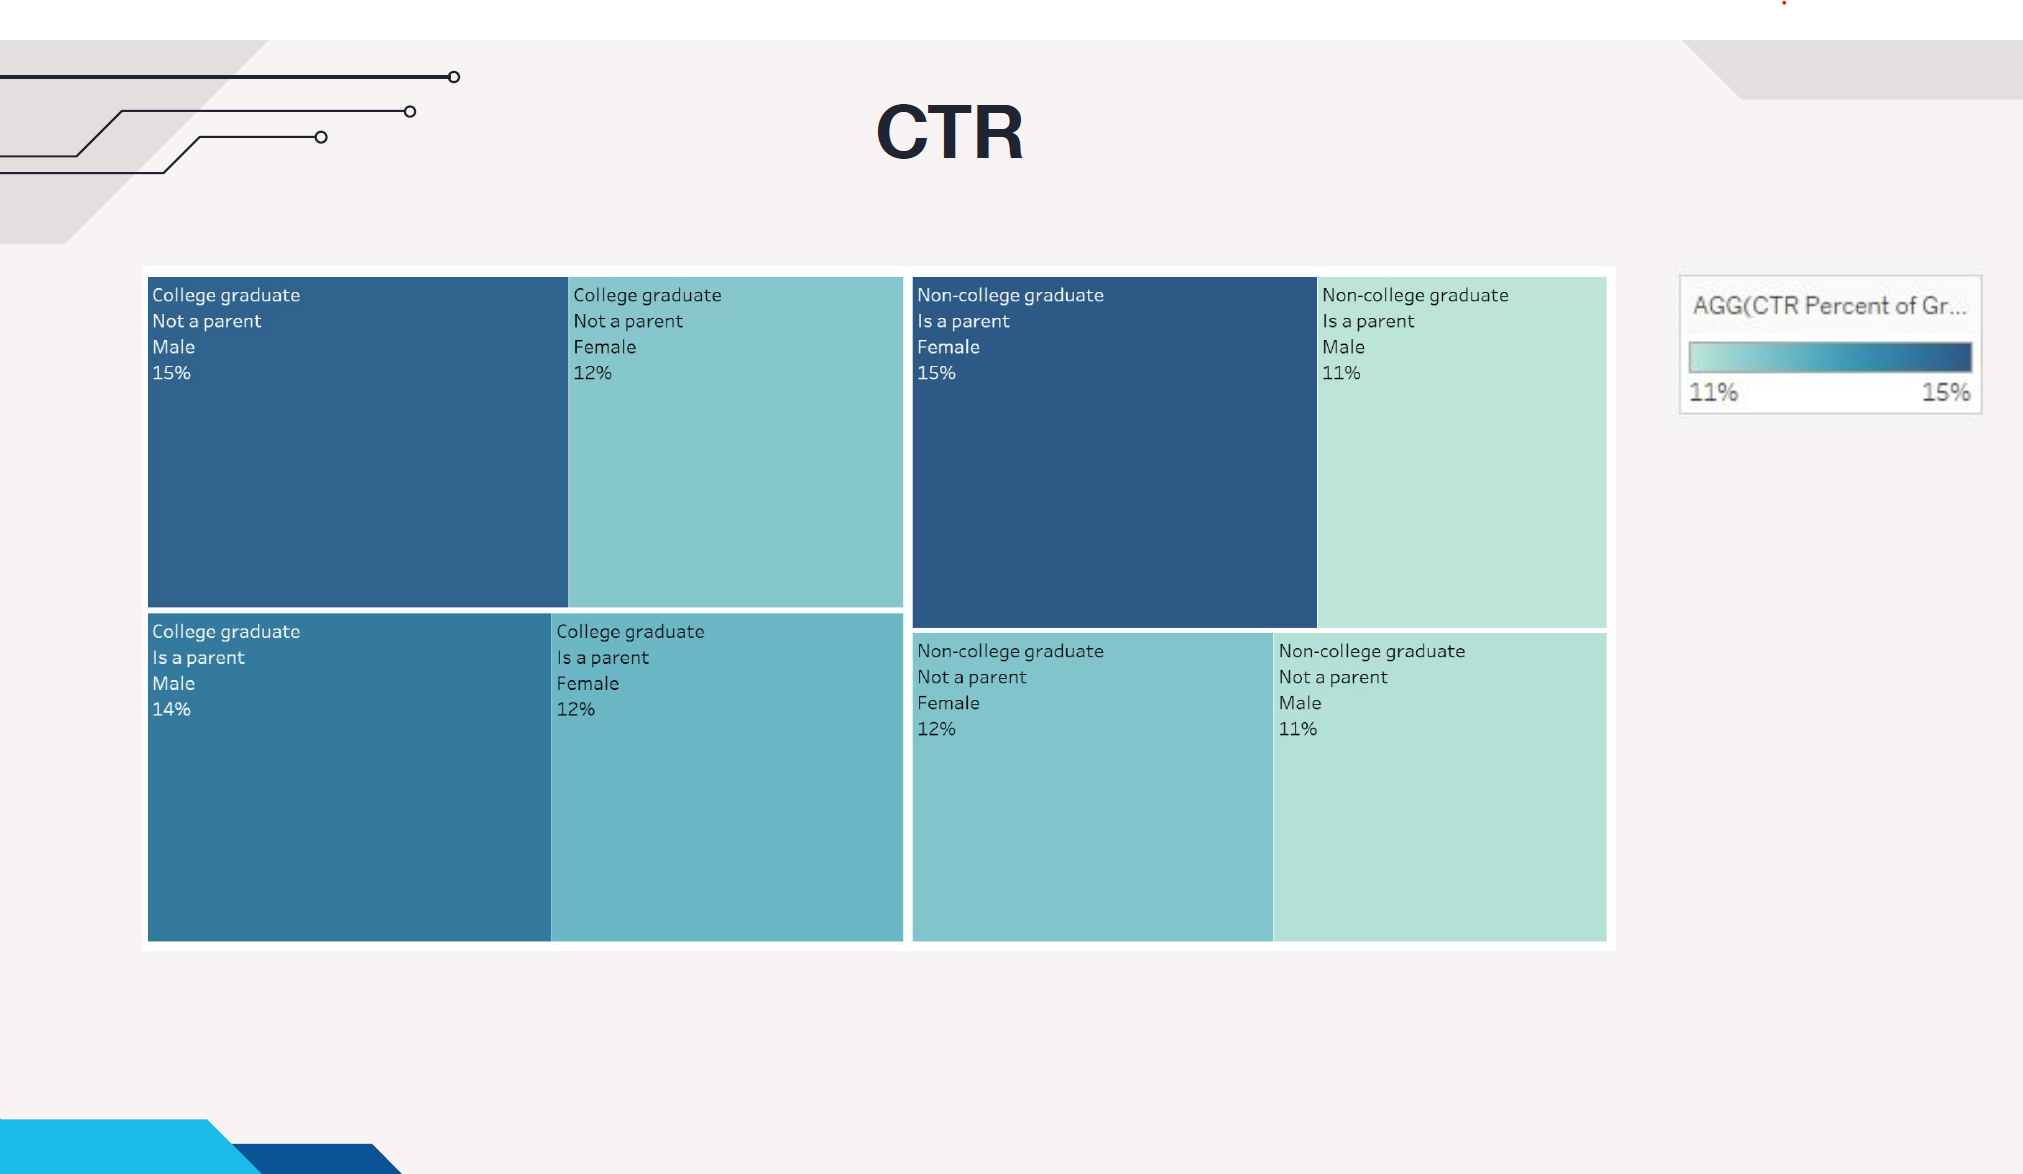 CTR
College graduate
Not a parent
Male
15%
College graduate
Not a parent
Female
12%
Non-college graduate
Is a parent
Female
15%
Non-college graduate
Is a parent
Male
11%
College graduate
Is a parent
Male
14%
College graduate
Is a parent
Female
12%
Non-college graduate
Not a parent
Female
12%
Non-college graduate
Not a parent
Male
11%
AGG(CTR Percent of Gr...
11% 15%